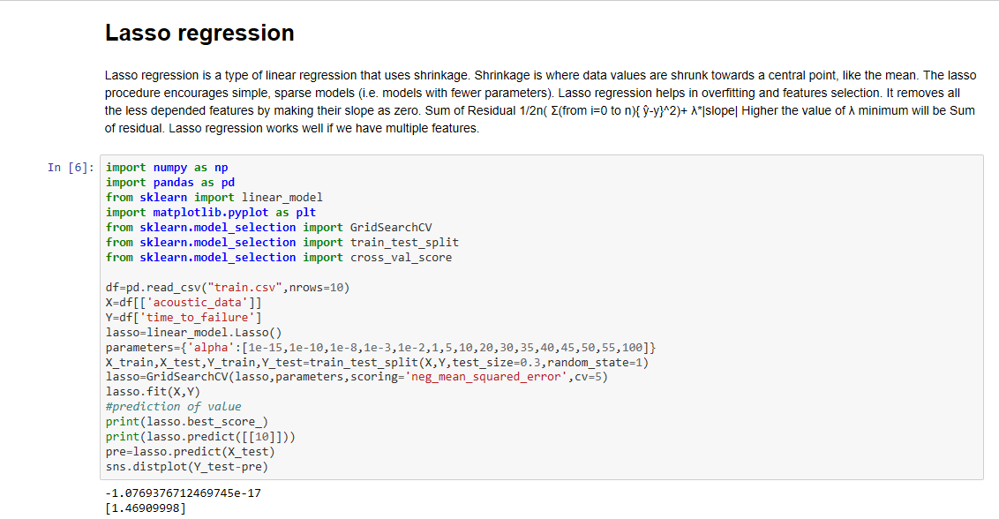 Lasso regression
Lasso regression is a type of linear regression that uses shrinkage. Shrinkage is where data values are shrunk towards a central point, like the mean. The lasso
procedure encourages simple, sparse models (i.e. models with fewer parameters). Lasso regression helps in overfitting and features selection. It removes all
the less depended features by making their slope as zero. Sum of Residual 1/2n( Σ(from i=0 to n){ ŷ-y}^2)+ λ*|slope| Higher the value of λ minimum will be Sum
of residual. Lasso regression works well if we have multiple features.
In [6]: import numpy as np
import pandas as pd
from sklearn import linear_model
import matplotlib.pyplot as plt
from sklearn.model_selection import GridSearchCV
from sklearn.model_selection import train_test_split
from sklearn.model_selection import cross_val_score
df=pd.read_csv("train.csv",nrows=10)
X=df[['acoustic_data']]
Y=df['time_to_failure']
lasso=linear_model.Lasso()
parameters={'alpha':[1e-15,1e-10,1e-8,1e-3,1e-2,1,5,10,20,30,35,40,45,50,55,100]}
X_train,X_test,Y_train,Y_test=train_test_split(X,Y,test_size=0.3,random_state=1)
lasso=GridSearchCV(lasso,parameters,scoring='neg_mean_squared_error',cv=5)
lasso.fit(X,Y)
#prediction of value
print(lasso.best_score_)
print(lasso.predict([[10]]))
pre=lasso.predict(X_test)
sns.distplot(Y_test-pre)
-1.0769376712469745e-17
[1.46909998]